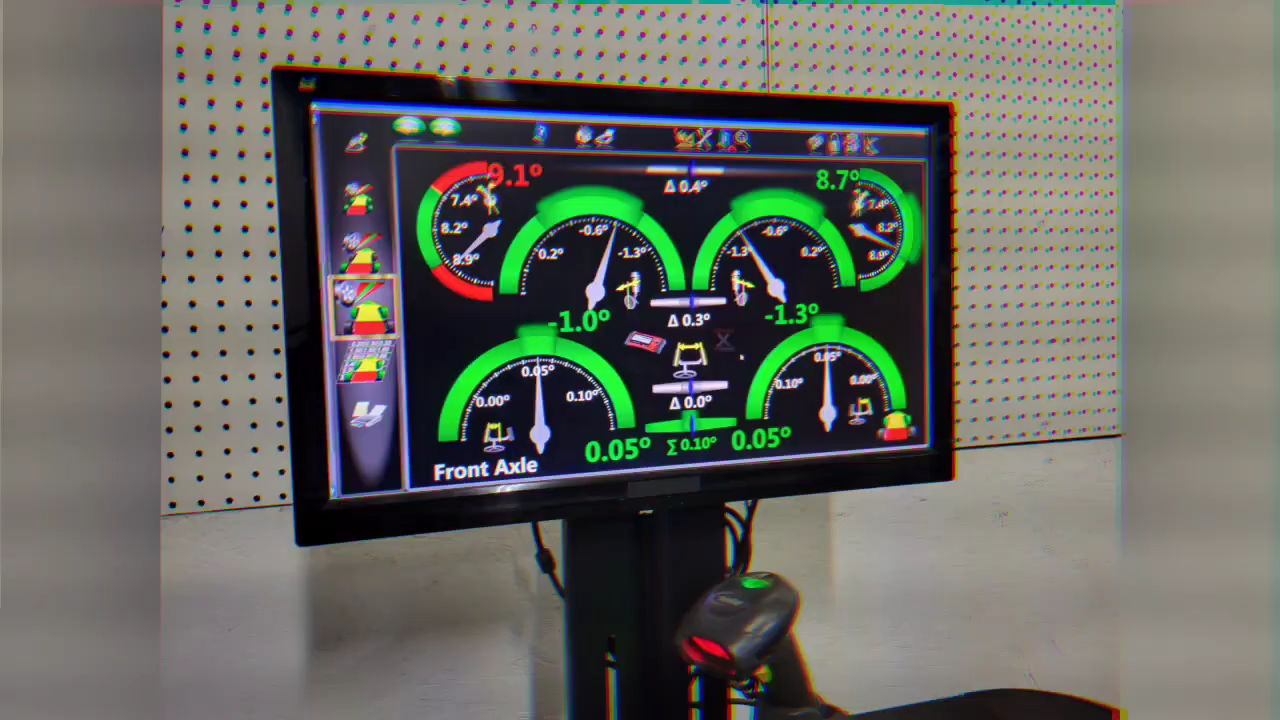 9.1° Δ 0.4° 8.7°
7.4° 8.2° 8.9°
0.2° -0.6° -1.3°
-1.3° -0.6° 0.2°
7.4° 8.2° 8.9°
-1.0° Δ 0.3° -1.3°
0.00° 0.05° 0.10°
0.10° 0.05° 0.00°
Δ 0.0°
0.05° Σ 0.10° 0.05°
Front Axle